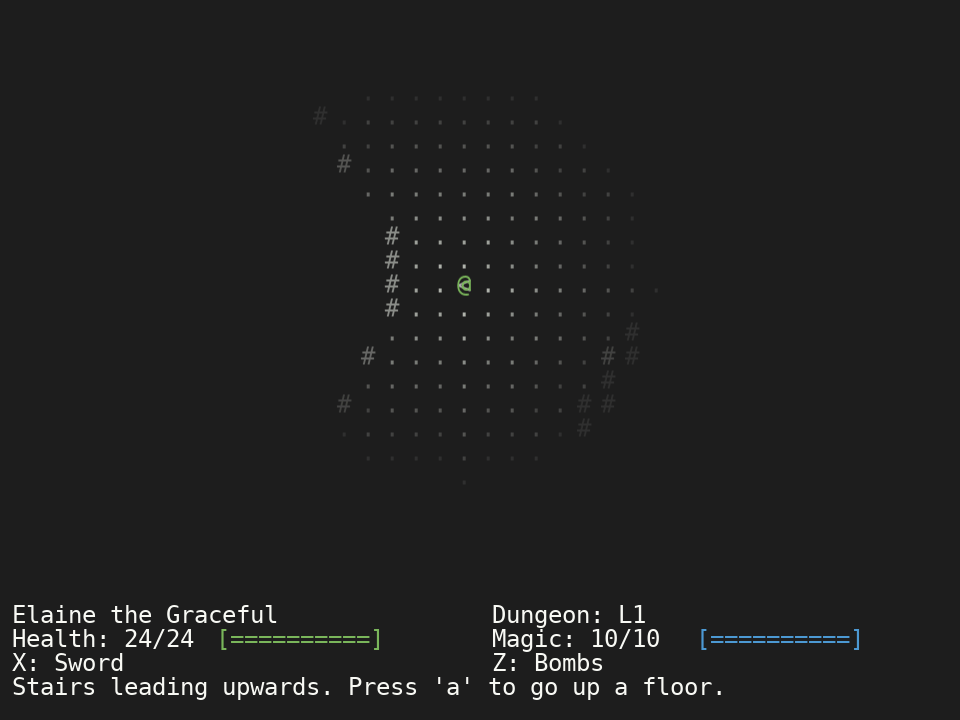 Elaine the Graceful Dungeon: L1
Health: 24/24 [==========] Magic: 10/10 [==========]
X: Sword Z: Bombs
Stairs leading upwards. Press 'a' to go up a floor.